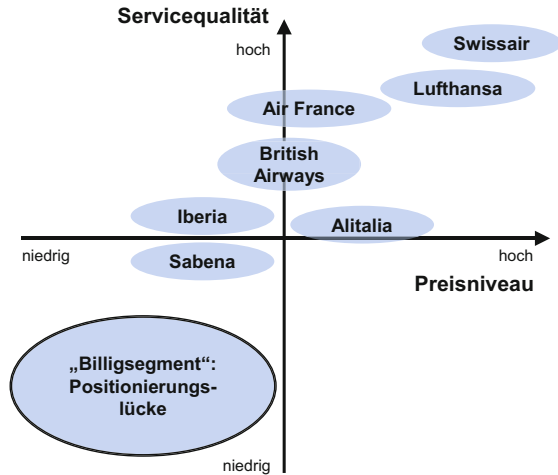 Servicequalität
hoch
Swissair
Lufthansa
Air France
British
Airways
Iberia
Alitalia
niedrig
hoch
Sabena
Preisniveau
„Billigsegment“:
Positionierungs-
lücke
niedrig